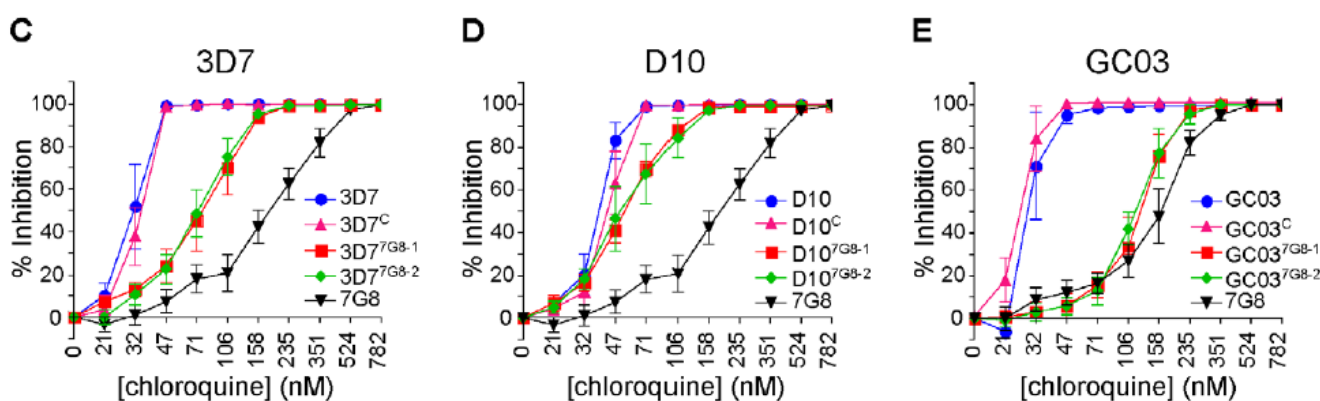 C
3D7
% Inhibition
100
80
60
40
20
0
3D7
3D7^C
3D7^7G8-1
3D7^7G8-2
7G8
0 21 32 47 71 106 158 235 351 524 782
[chloroquine] (nM)
D
D10
% Inhibition
100
80
60
40
20
0
D10
D10^C
D10^7G8-1
D10^7G8-2
7G8
0 21 32 47 71 106 158 235 351 524 782
[chloroquine] (nM)
E
GC03
% Inhibition
100
80
60
40
20
0
GC03
GC03^C
GC03^7G8-1
GC03^7G8-2
7G8
0 21 32 47 71 106 158 235 351 524 782
[chloroquine] (nM)